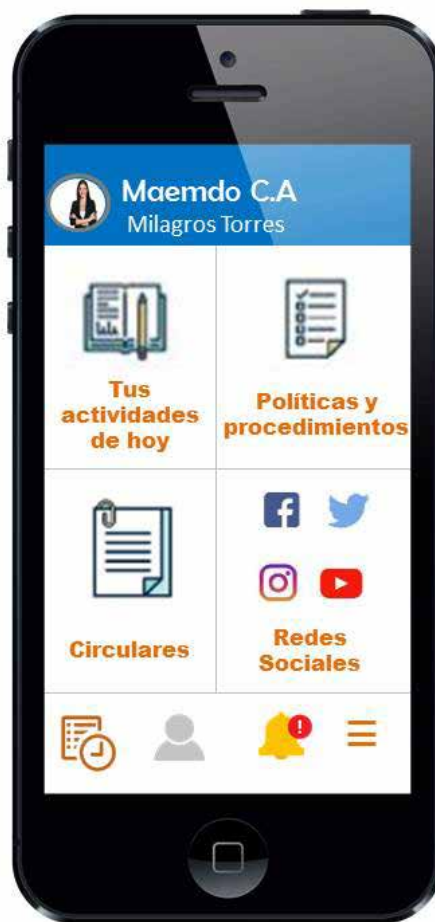 Maemdo C.A
Milagros Torres
Tus
actividades
de hoy
Políticas y
procedimientos
Circulares
Redes
Sociales